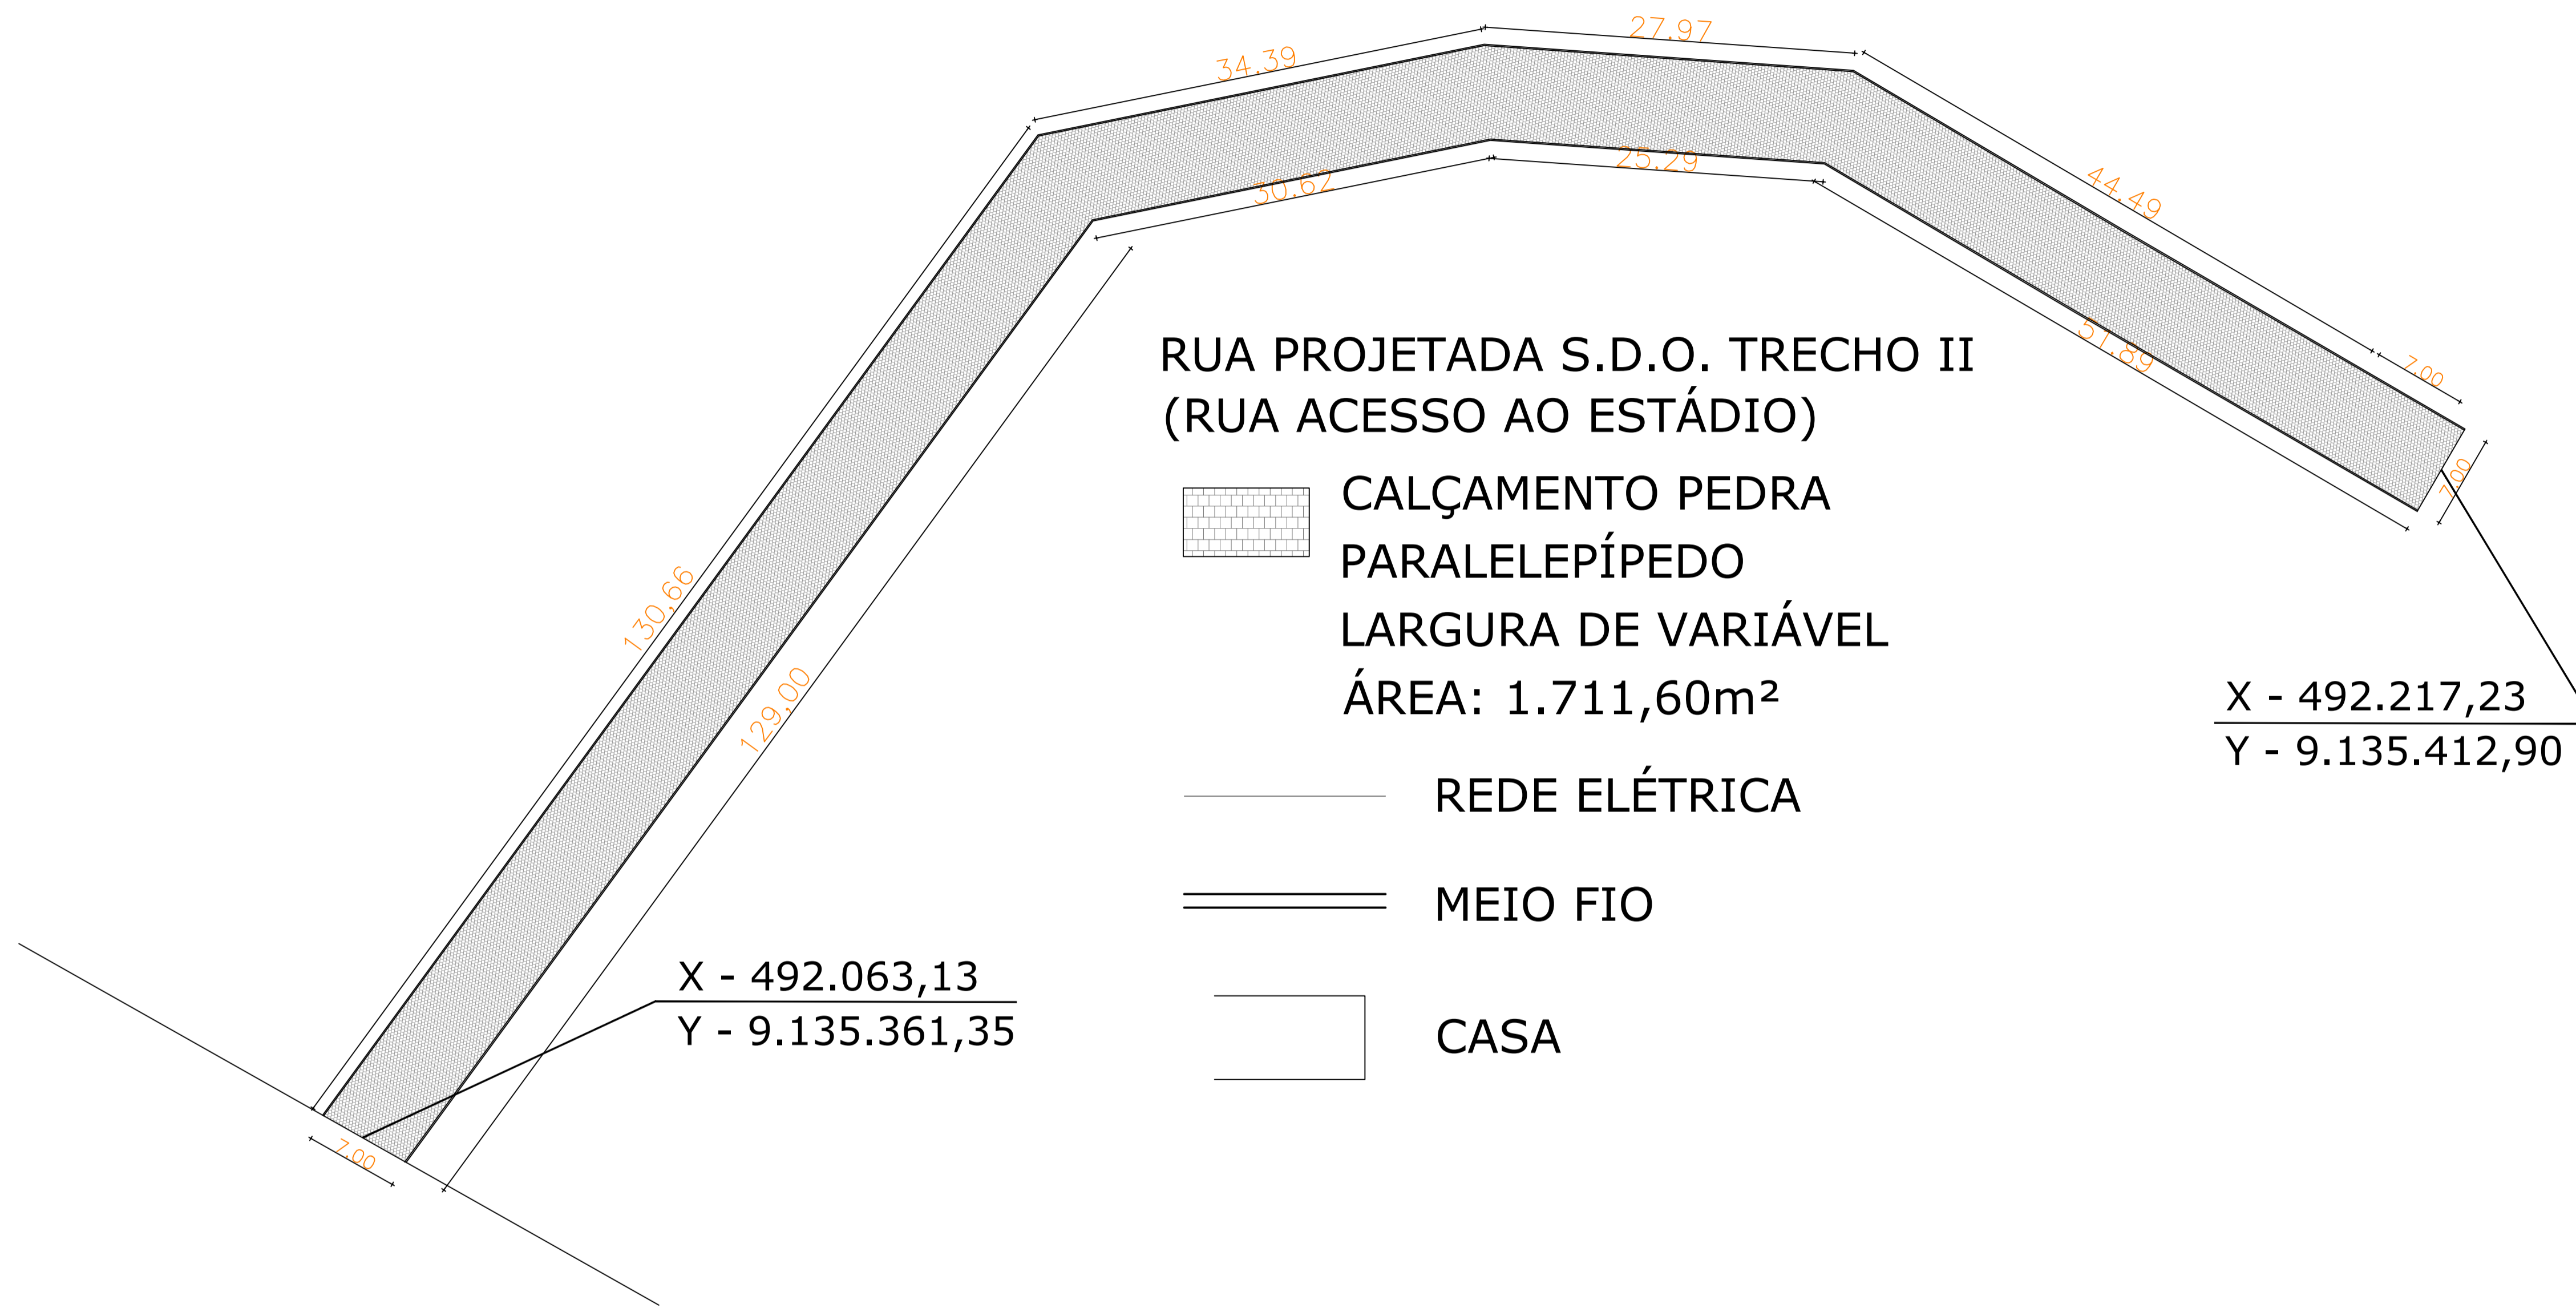 27.97
34.39
30.62
25.29
44.49
51.89
7.00
7.00
RUA PROJETADA S.D.O. TRECHO II
(RUA ACESSO AO ESTÁDIO)
CALÇAMENTO PEDRA
PARALELEPÍPEDO
LARGURA DE VARIÁVEL
ÁREA: 1.711,60m²
130,66
129,00
X - 492.217,23
Y - 9.135.412,90
REDE ELÉTRICA
MEIO FIO
X - 492.063,13
Y - 9.135.361,35
CASA
7.00